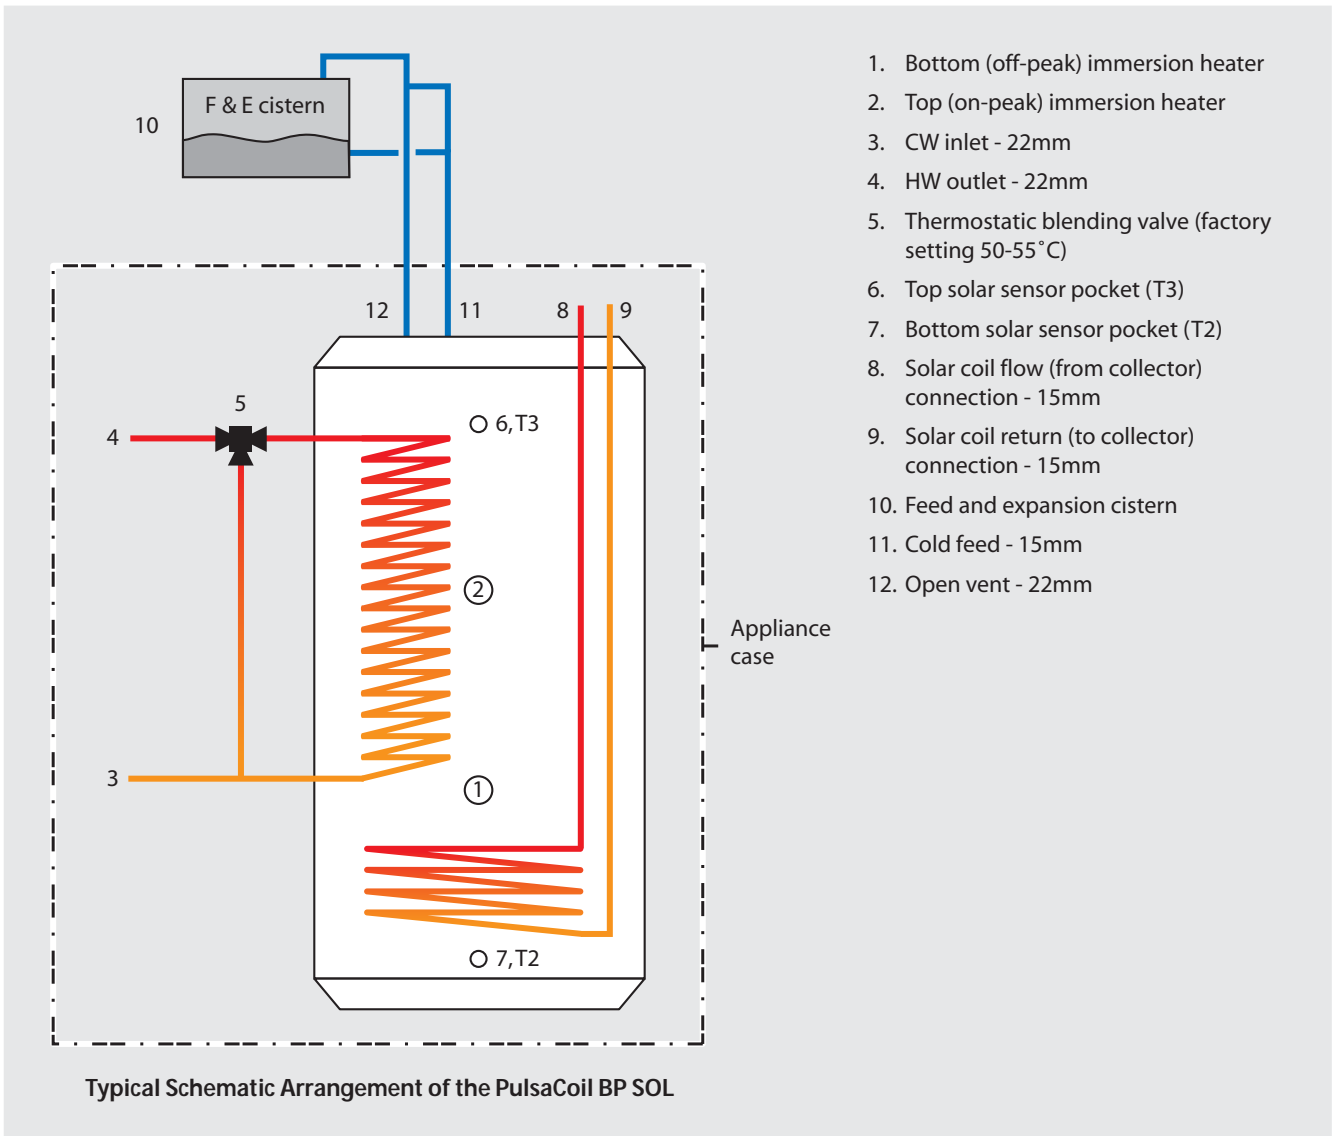 F & E cistern
10
12
11
8
9
5
4
6,T3
2
3
1
7,T2
Appliance
case
Typical Schematic Arrangement of the PulsaCoil BP SOL
1. Bottom (off-peak) immersion heater
2. Top (on-peak) immersion heater
3. CW inlet - 22mm
4. HW outlet - 22mm
5. Thermostatic blending valve (factory
setting 50-55˚C)
6. Top solar sensor pocket (T3)
7. Bottom solar sensor pocket (T2)
8. Solar coil flow (from collector)
connection - 15mm
9. Solar coil return (to collector)
connection - 15mm
10. Feed and expansion cistern
11. Cold feed - 15mm
12. Open vent - 22mm